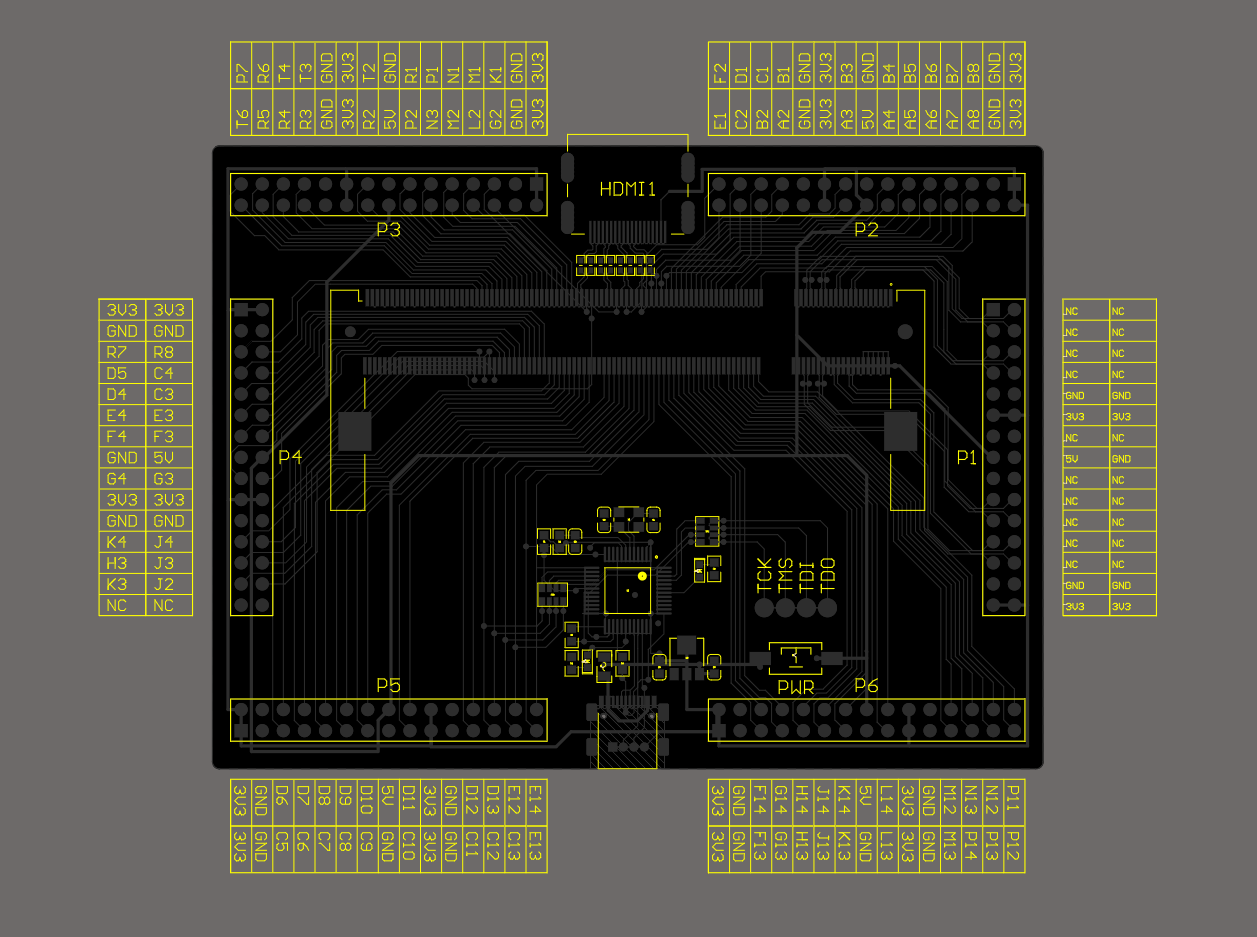 P7 R6 T4 T3 GND 3V3 T2 GND R1 P1 N1 M1 K1 GND 3V3
T6 R5 R4 R3 GND 3V3 R2 5V P2 N3 M2 L2 G2 GND 3V3
F2 D1 C1 B1 GND 3V3 B3 GND B4 B5 B6 B7 B8 GND 3V3
E1 C2 B2 A2 GND 3V3 A3 5V A4 A5 A6 A7 A8 GND 3V3
HDMI1
P3
P2
3V3 3V3
GND GND
R7 R8
D5 C4
D4 C3
E4 E3
F4 F3
GND 5V
G4 G3
3V3 3V3
GND GND
K4 J4
H3 J3
K3 J2
NC NC
P4
P1
NC NC
NC NC
NC NC
NC NC
GND GND
3V3 3V3
NC NC
5V GND
NC NC
NC NC
NC NC
NC NC
NC NC
GND GND
3V3 3V3
TCK
TMS
TDI
TDO
PWR
P5
P6
3V3 GND D6 D7 D8 D9 D10 5V D11 3V3 GND D12 D13 E12 E14
3V3 GND C5 C6 C7 C8 C9 GND C10 3V3 GND C11 C12 C13 E13
3V3 GND F14 G14 H14 J14 K14 5V L14 3V3 GND M12 N13 N12 P11
3V3 GND F13 G13 H13 J13 K13 GND L13 3V3 GND M13 P14 P13 P12